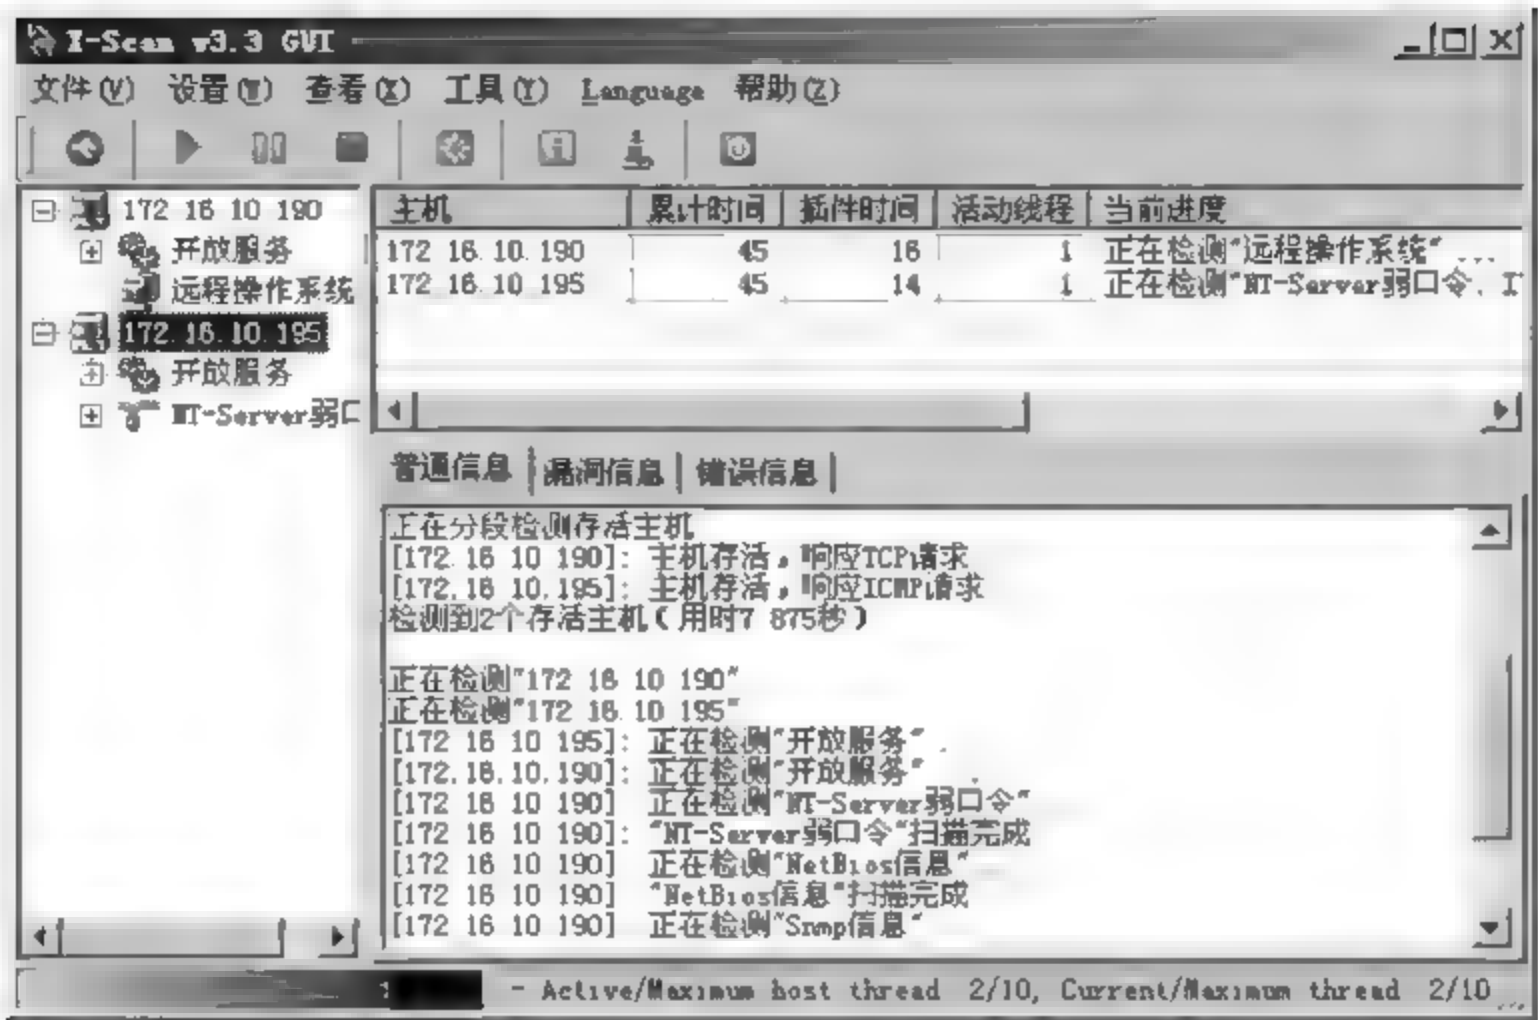 X-Scan v3.3 GUI
文件(V) 设置(W) 查看(X) 工具(Y) Language 帮助(Z)
172.16.10.190
开放服务
远程操作系统
172.16.10.195
开放服务
NT-Server弱口
主机 累计时间 插件时间 活动线程 当前进度
172.16.10.190 45 16 1 正在检测"远程操作系统" ...
172.16.10.195 45 14 1 正在检测"NT-Server弱口令
普通信息 漏洞信息 错误信息
正在分段检测存活主机
[172.16.10.190]: 主机存活, 响应TCP请求
[172.16.10.195]: 主机存活, 响应ICMP请求
检测到2个存活主机(用时7.875秒)
正在检测"172.16.10.190"
正在检测"172.16.10.195"
[172.16.10.195]: 正在检测"开放服务"
[172.16.10.190]: 正在检测"开放服务"
[172.16.10.190]: 正在检测"NT-Server弱口令"
[172.16.10.190]: "NT-Server弱口令"扫描完成
[172.16.10.190]: 正在检测"NetBios信息"
[172.16.10.190]: "NetBios信息"扫描完成
[172.16.10.190]: 正在检测"Snmp信息"
- Active/Maximum host thread 2/10, Current/Maximum thread 2/10